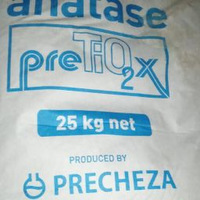 anatase
preTiO2x
25 kg net
PRODUCED BY
PRECHEZA